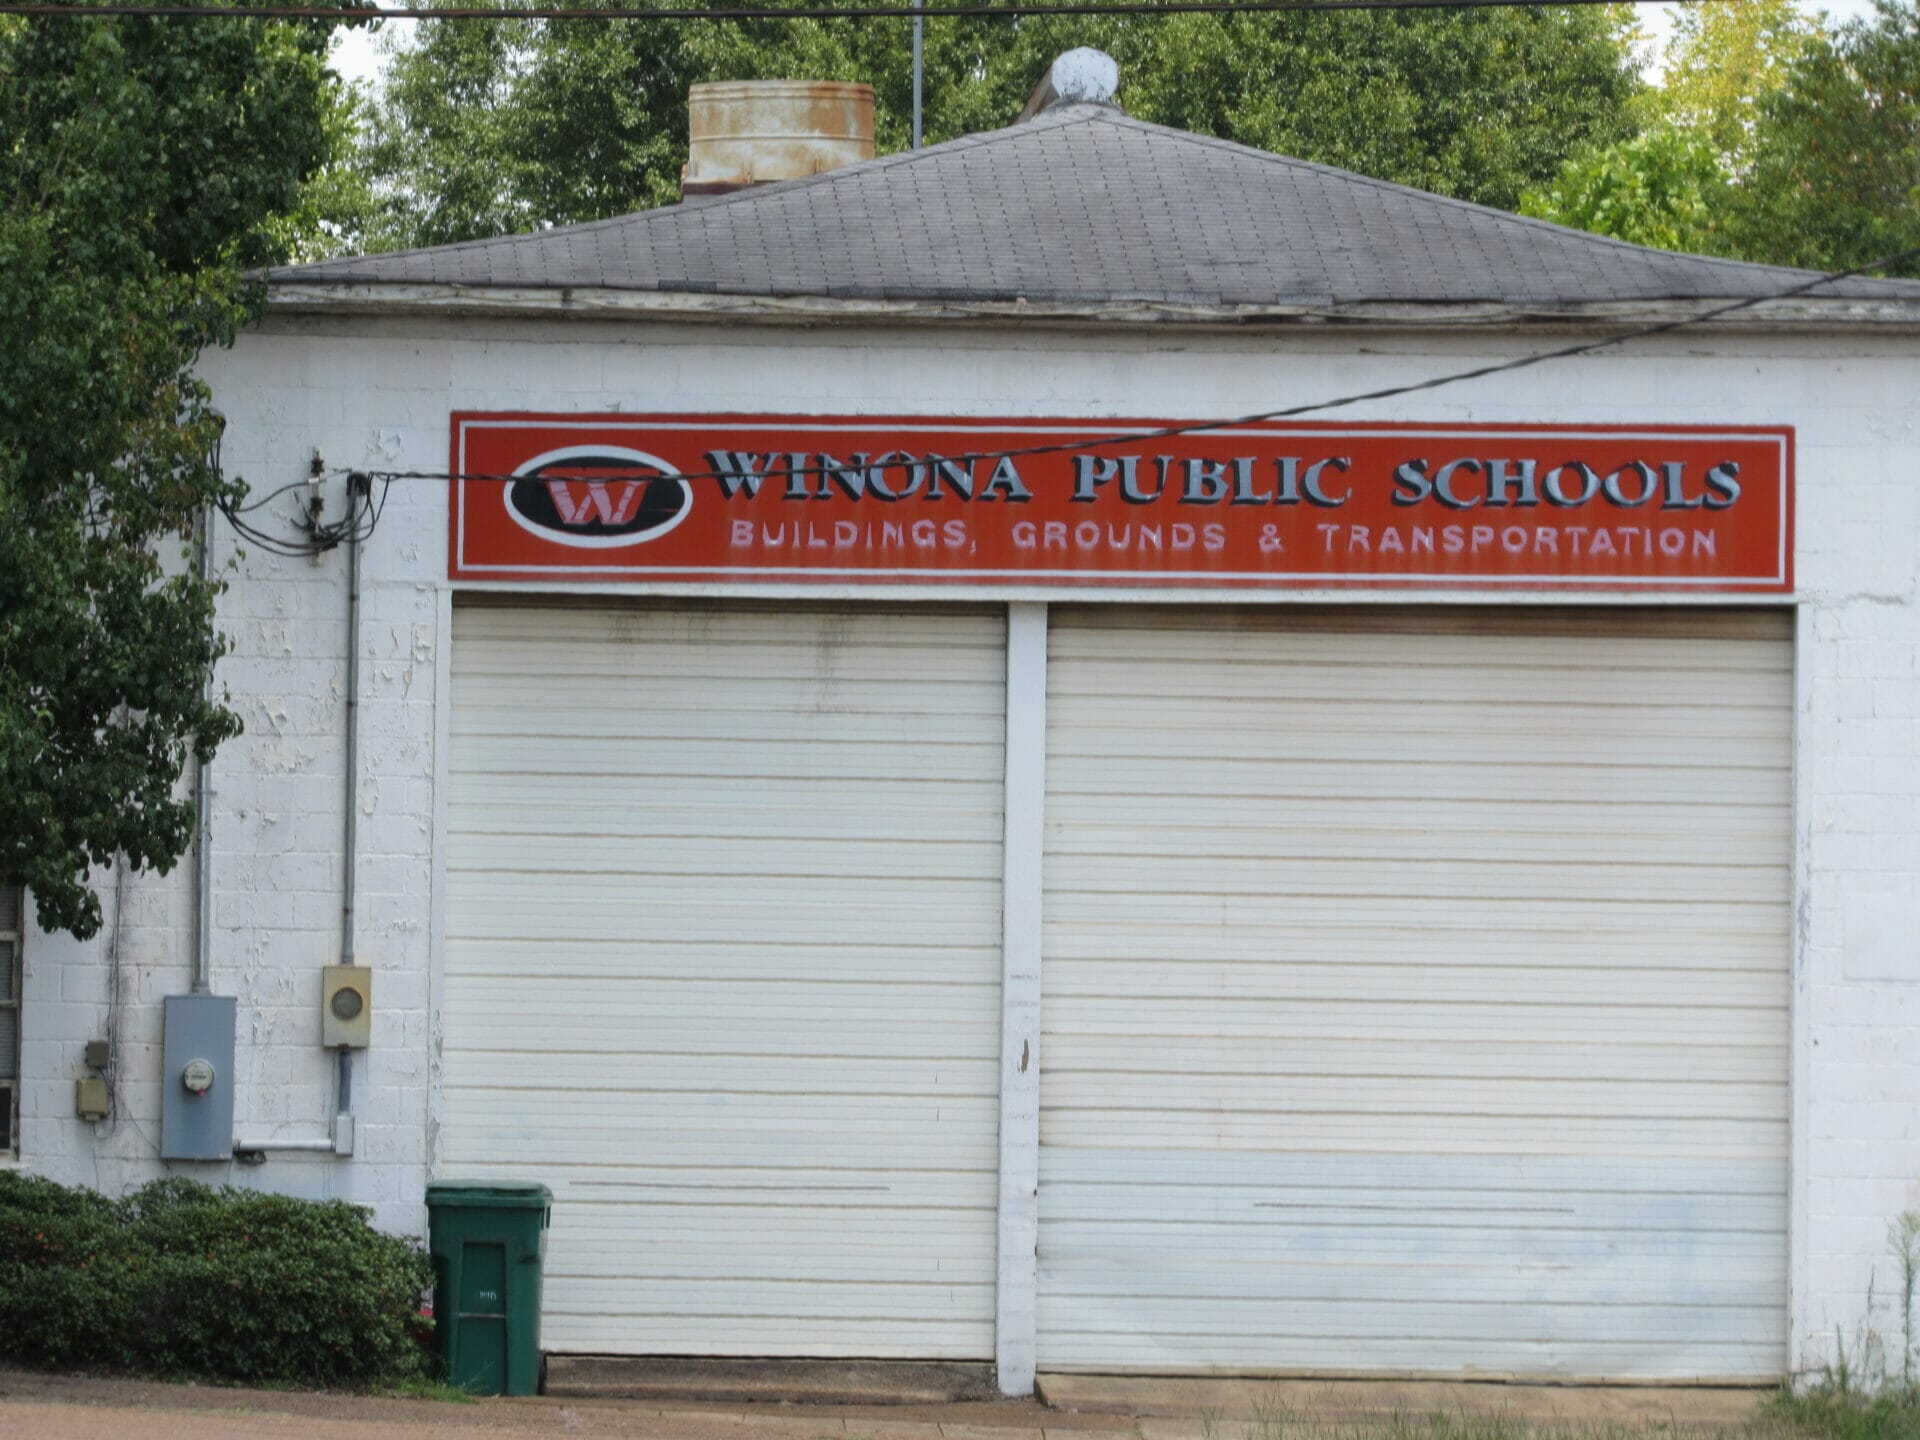 W
WINONA PUBLIC SCHOOLS
BUILDINGS, GROUNDS & TRANSPORTATION